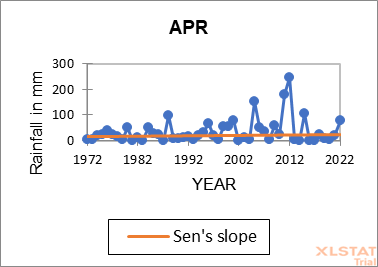 APR
300
200
100
0
Rainfall in mm
1972 1982 1992 2002 2012 2022
YEAR
Sen's slope
XLSTAT
Trial